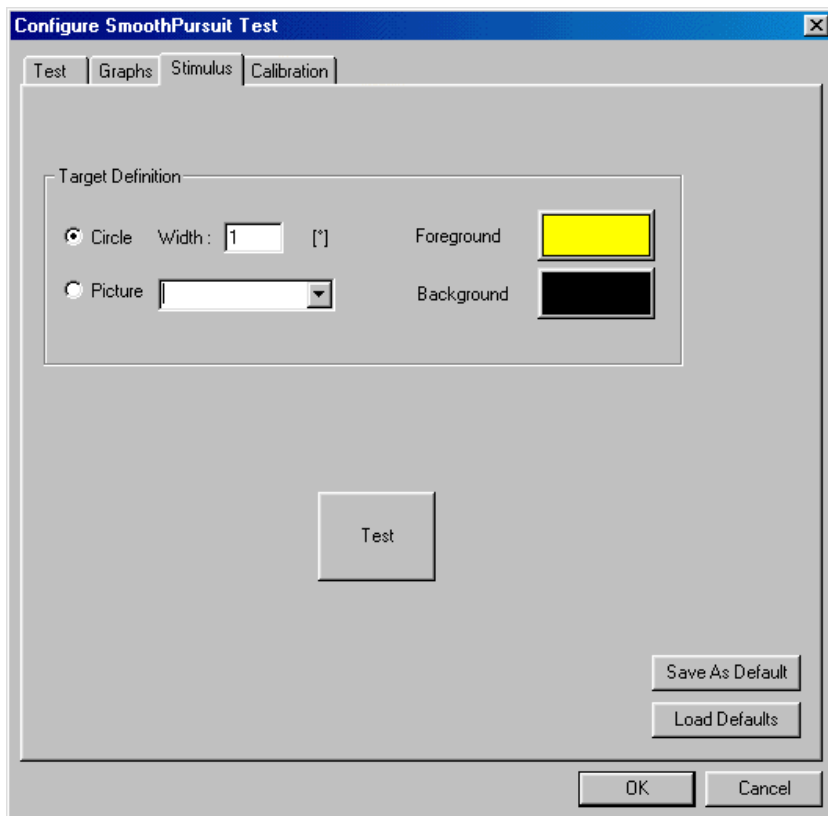 Configure SmoothPursuit Test
Test Graphs Stimulus Calibration
Target Definition
Circle Width : 1 [°] Foreground
Picture Background
Test
Save As Default
Load Defaults
OK Cancel